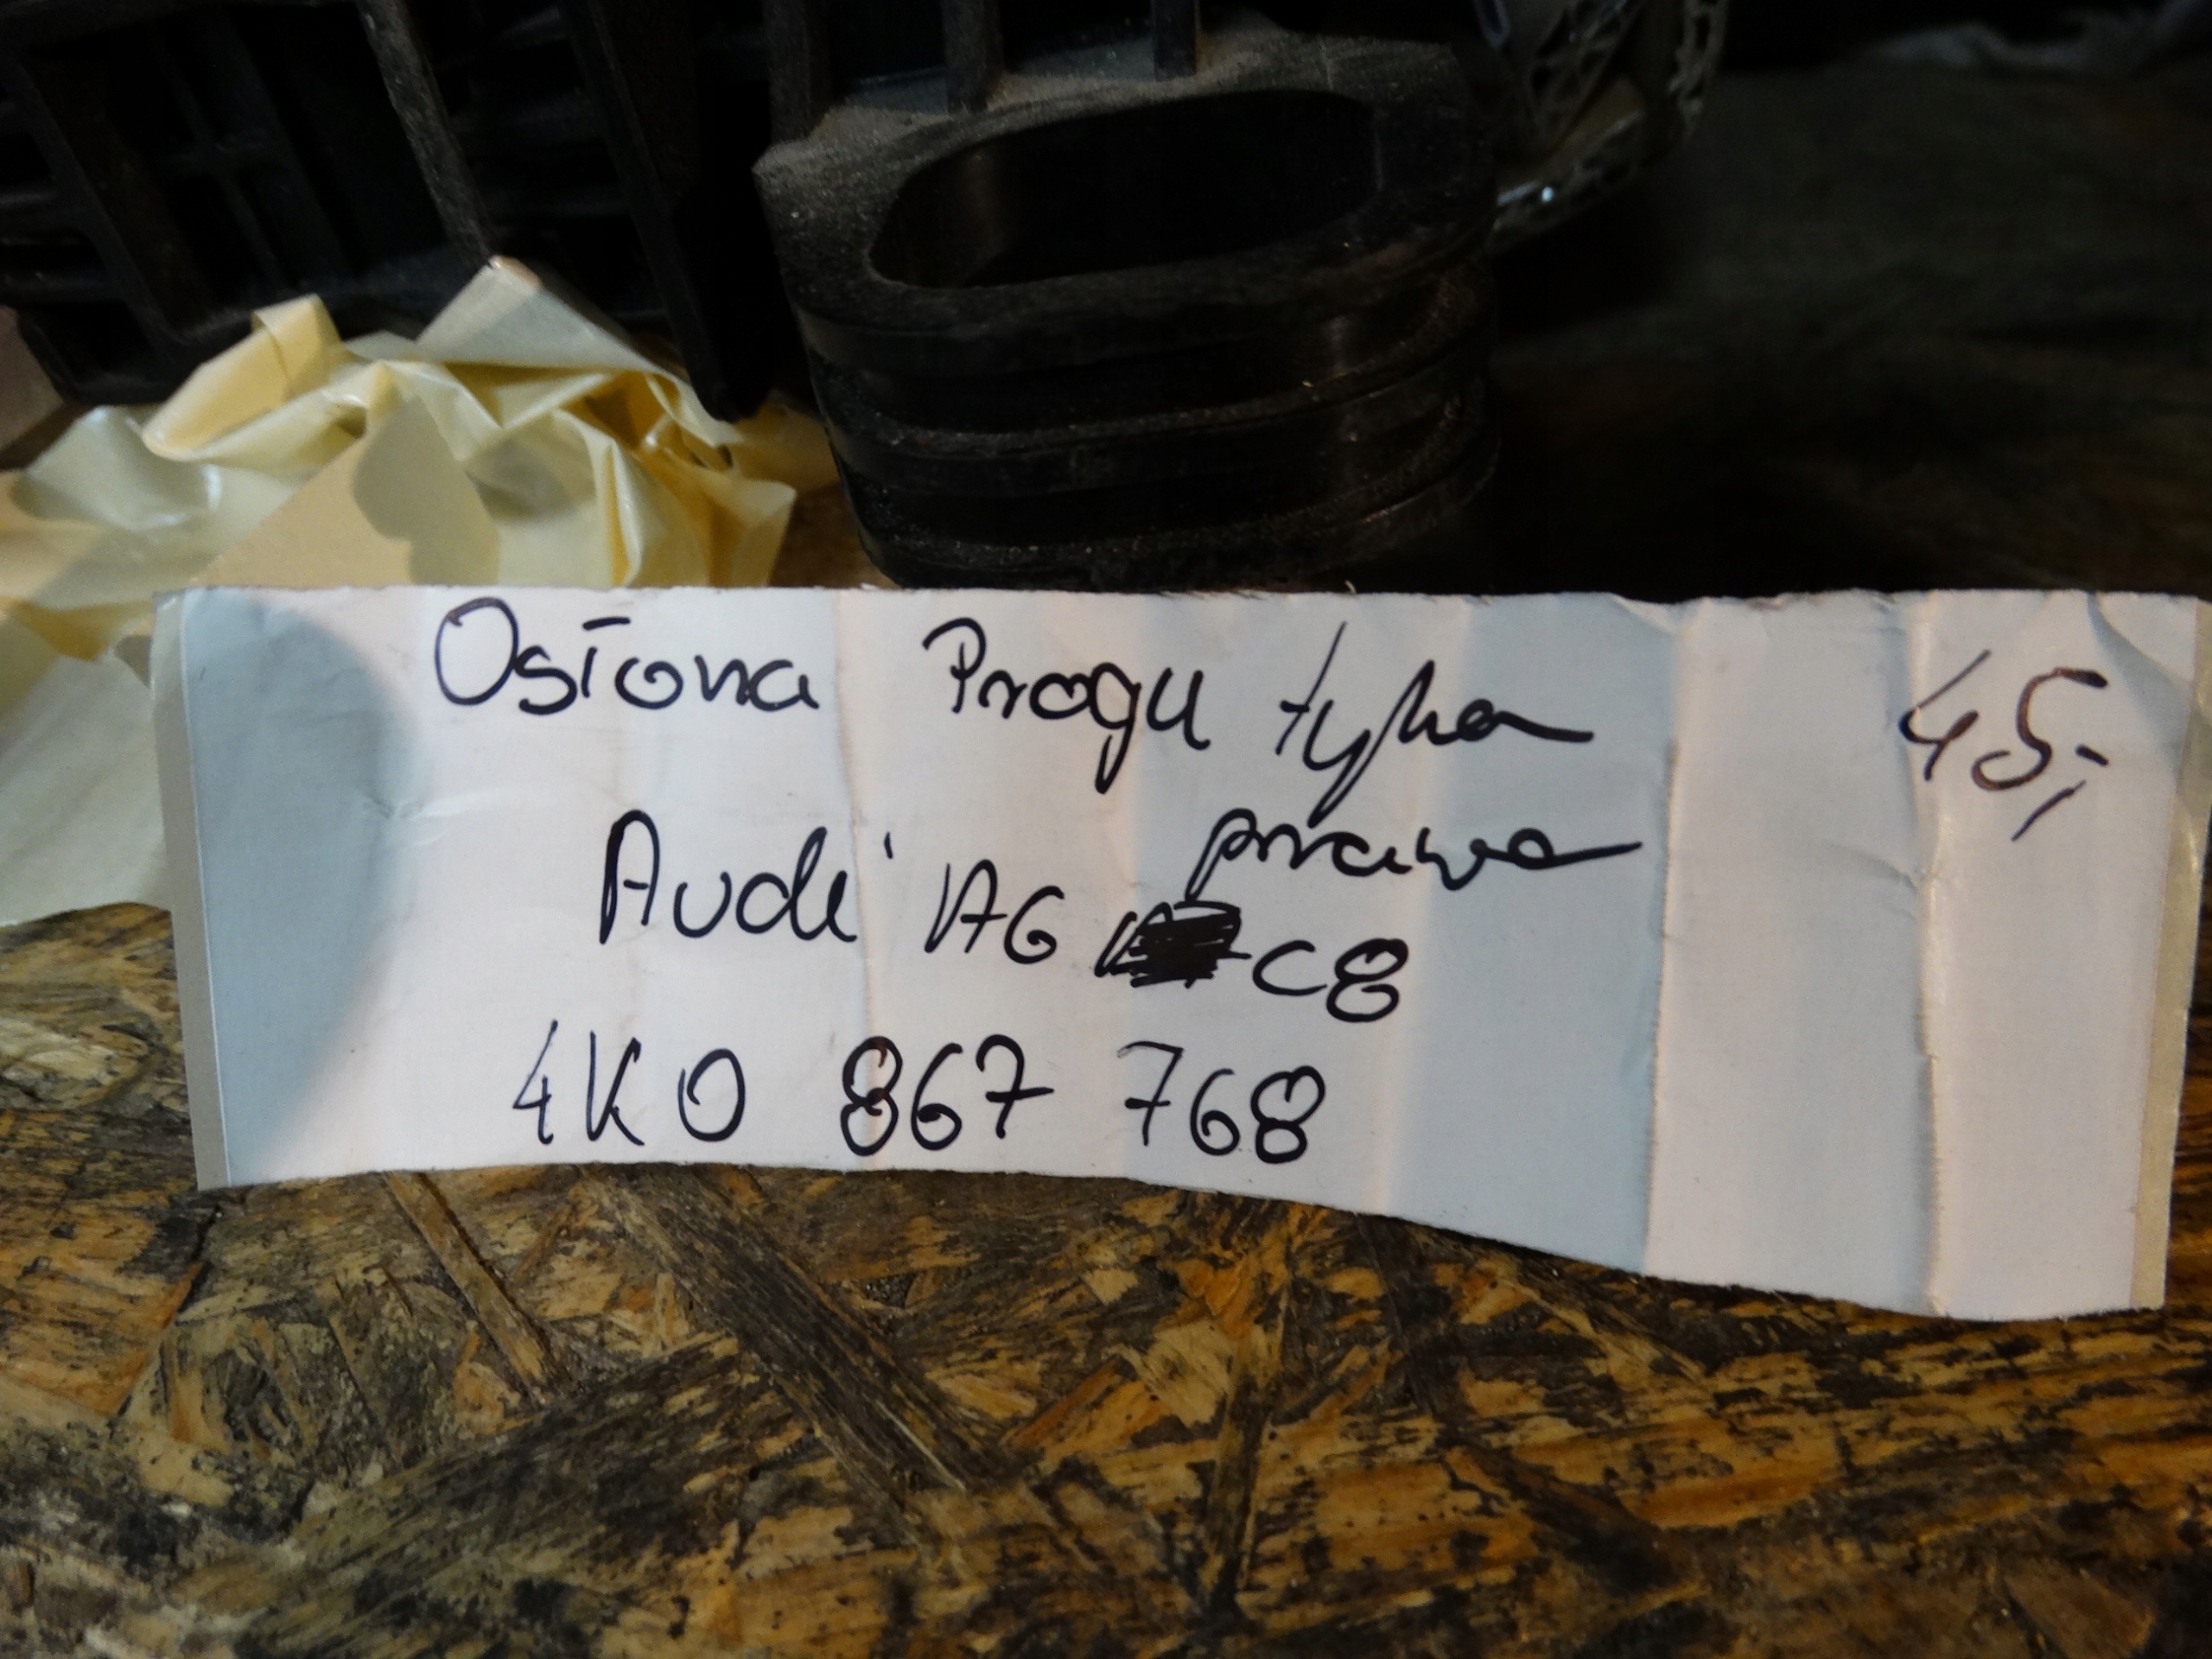 Osłona Progu tylna 45,-
prawa
Audi A6 C8
4K0 867 768